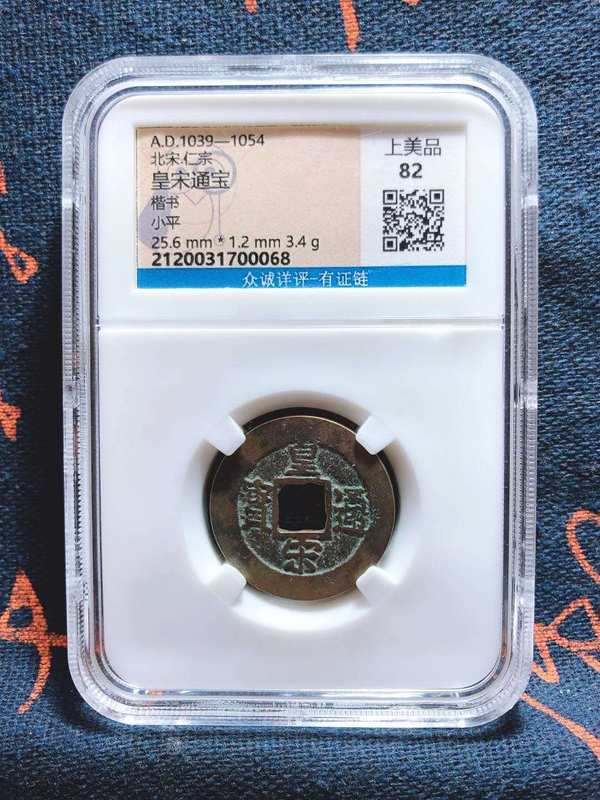 A.D.1039—1054
北宋.仁宗
皇宋通宝
楷书
小平
25.6 mm * 1.2 mm 3.4 g
2120031700068
上美品
82
众诚详评-有证链
皇宋通寶